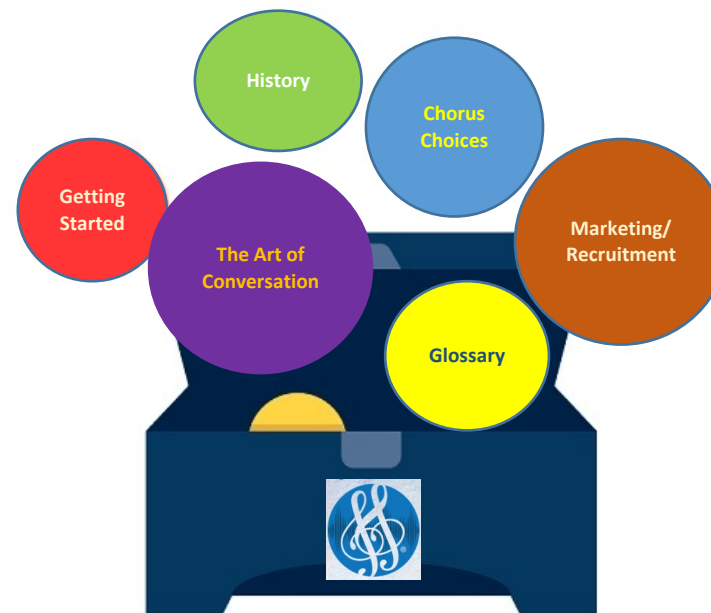 History
Chorus
Choices
Getting
Started
Marketing/
Recruitment
The Art of
Conversation
Glossary
®